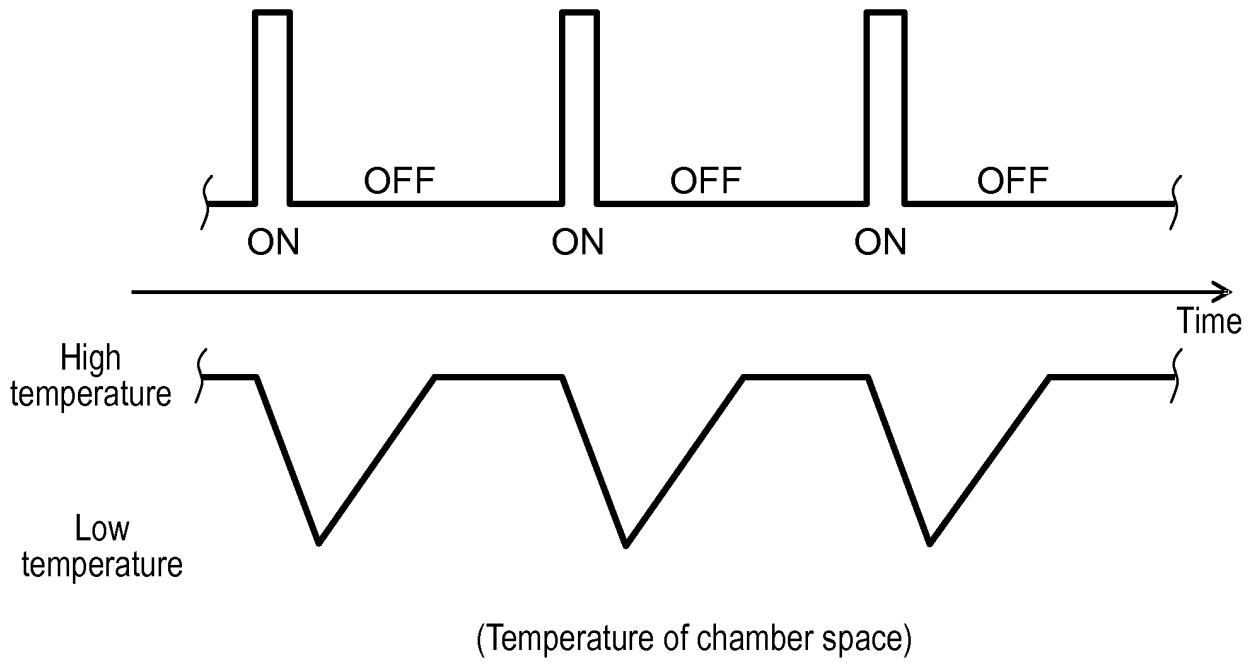 OFF OFF OFF
ON ON ON
Time
High
temperature
Low
temperature
(Temperature of chamber space)